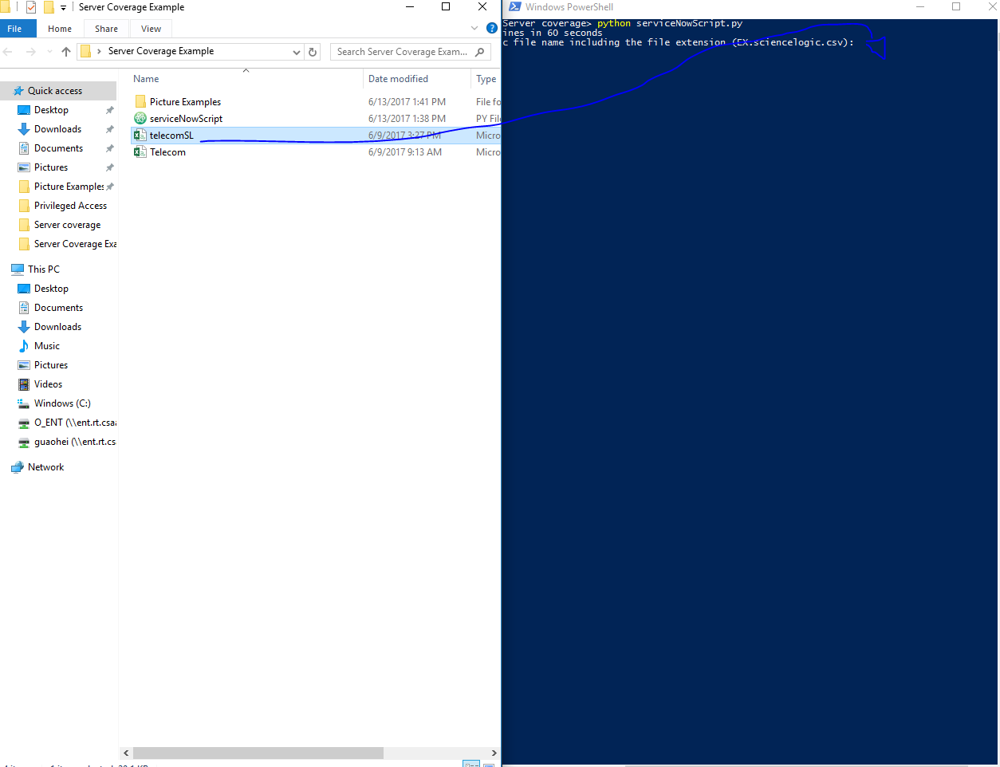 Server Coverage Example
File Home Share View
Server Coverage Example
Search Server Coverage Exam...
Name Date modified Type
Quick access
Desktop
Downloads
Documents
Pictures
Picture Examples
Privileged Access
Server coverage
Server Coverage Exa
This PC
Desktop
Documents
Downloads
Music
Pictures
Videos
Windows (C:)
O_ENT (\\ent.rt.csaa
guaohei (\\ent.rt.cs
Network
Picture Examples 6/13/2017 1:41 PM File fo
serviceNowScript 6/13/2017 1:38 PM PY Fil
telecomSL 6/9/2017 3:27 PM Micro
Telecom 6/9/2017 9:13 AM Micro
Windows PowerShell
Server coverage> python serviceNowScript.py
ines in 60 seconds
c file name including the file extension (EX.sciencelogic.csv):